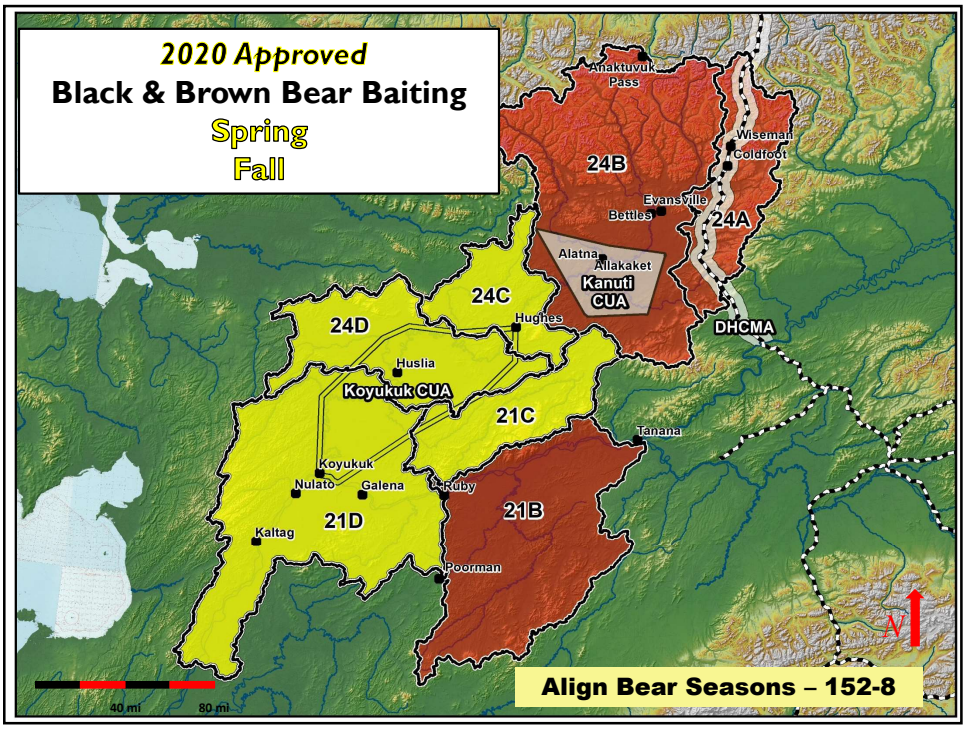 2020 Approved
Black & Brown Bear Baiting
Spring
Fall
Anaktuvuk
Pass
Wiseman
Coldfoot
24B
Evansville
Bettles
24A
Alatna
Allakaket
Kanuti
CUA
24C
24D
Hughes
DHCMA
Huslia
Koyukuk CUA
21C
Tanana
Koyukuk
Nulato
Galena
Ruby
21B
21D
Kaltag
Poorman
N
Align Bear Seasons – 152-8
40 mi
80 mi